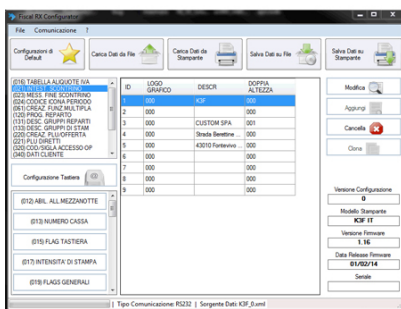 Fiscal RX Configurator
File Comunicazione ?
Configurazioni di Default
Carica Dati da File
Carica Dati da Stampante
Salva Dati su File
Salva Dati su Stampante
(016) TABELLA ALIQUOTE IVA
(021) INTEST. SCONTRINO
(023) MESS. FINE SCONTRINO
(024) CODICE ICONA PERIODO
(061) CREAZ. FUNZ.MULTIPLA
(120) PROG. REPARTO
(131) DESC. GRUPPI REPARTI
(133) DESC. GRUPPI DI STAM
(220) CREAZ. PLU/OFFERTA
(221) PLU DIRETTI
(320) COD./SIGLA ACCESSO OP
(340) DATI CLIENTE
Configurazione Tastiera
(012) ABIL. ALL.MEZZANOTTE
(013) NUMERO CASSA
(015) FLAG TASTIERA
(017) INTENSITA' DI STAMPA
(019) FLAGS GENERALI
ID LOGO GRAFICO DESCR DOPPIA ALTEZZA
1 000 K3F 000
2 000 000
3 000 CUSTOM SPA 001
4 000 Strada Berettine ... 000
5 000 43010 Fontevivo ... 000
6 000 000
7 000 000
8 000 000
9 000 000
Modifica
Aggiungi
Cancella
Clona
Versione Configurazione
0
Modello Stampante
K3F IT
Versione Firmware
1.16
Data Release Firmware
01/02/14
Seriale
Tipo Comunicazione: RS232 | Sorgente Dati: K3F_0.xml